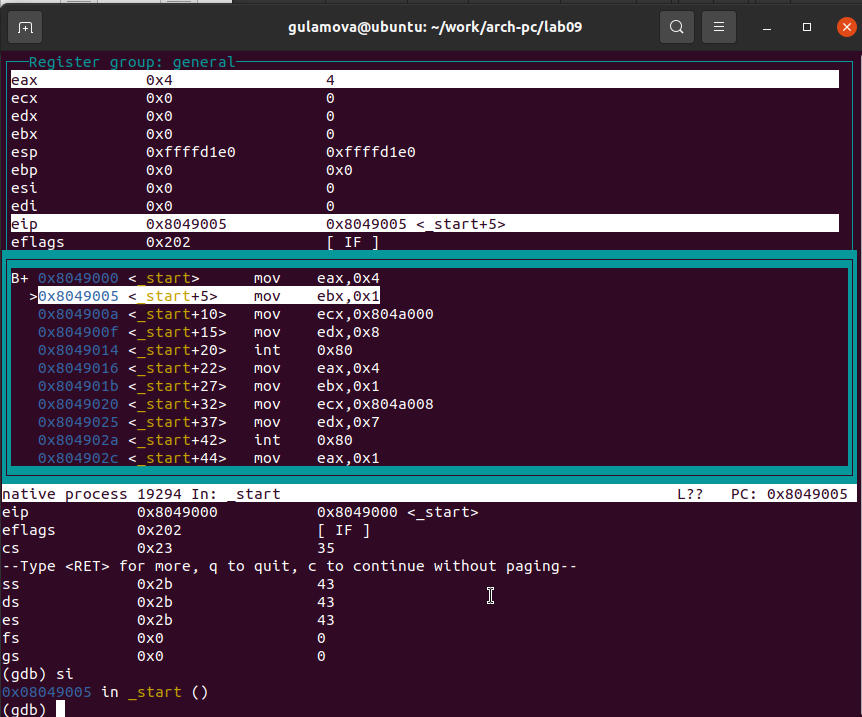 gulamova@ubuntu: ~/work/arch-pc/lab09
Register group: general
eax 0x4 4
ecx 0x0 0
edx 0x0 0
ebx 0x0 0
esp 0xffffd1e0 0xffffd1e0
ebp 0x0 0x0
esi 0x0 0
edi 0x0 0
eip 0x8049005 0x8049005 <_start+5>
eflags 0x202 [ IF ]
B+ 0x8049000 <_start> mov eax,0x4
>0x8049005 <_start+5> mov ebx,0x1
0x804900a <_start+10> mov ecx,0x804a000
0x804900f <_start+15> mov edx,0x8
0x8049014 <_start+20> int 0x80
0x8049016 <_start+22> mov eax,0x4
0x804901b <_start+27> mov ebx,0x1
0x8049020 <_start+32> mov ecx,0x804a008
0x8049025 <_start+37> mov edx,0x7
0x804902a <_start+42> int 0x80
0x804902c <_start+44> mov eax,0x1
native process 19294 In: _start L?? PC: 0x8049005
eip 0x8049000 0x8049000 <_start>
eflags 0x202 [ IF ]
cs 0x23 35
--Type <RET> for more, q to quit, c to continue without paging--
ss 0x2b 43
ds 0x2b 43
es 0x2b 43
fs 0x0 0
gs 0x0 0
(gdb) si
0x08049005 in _start ()
(gdb)